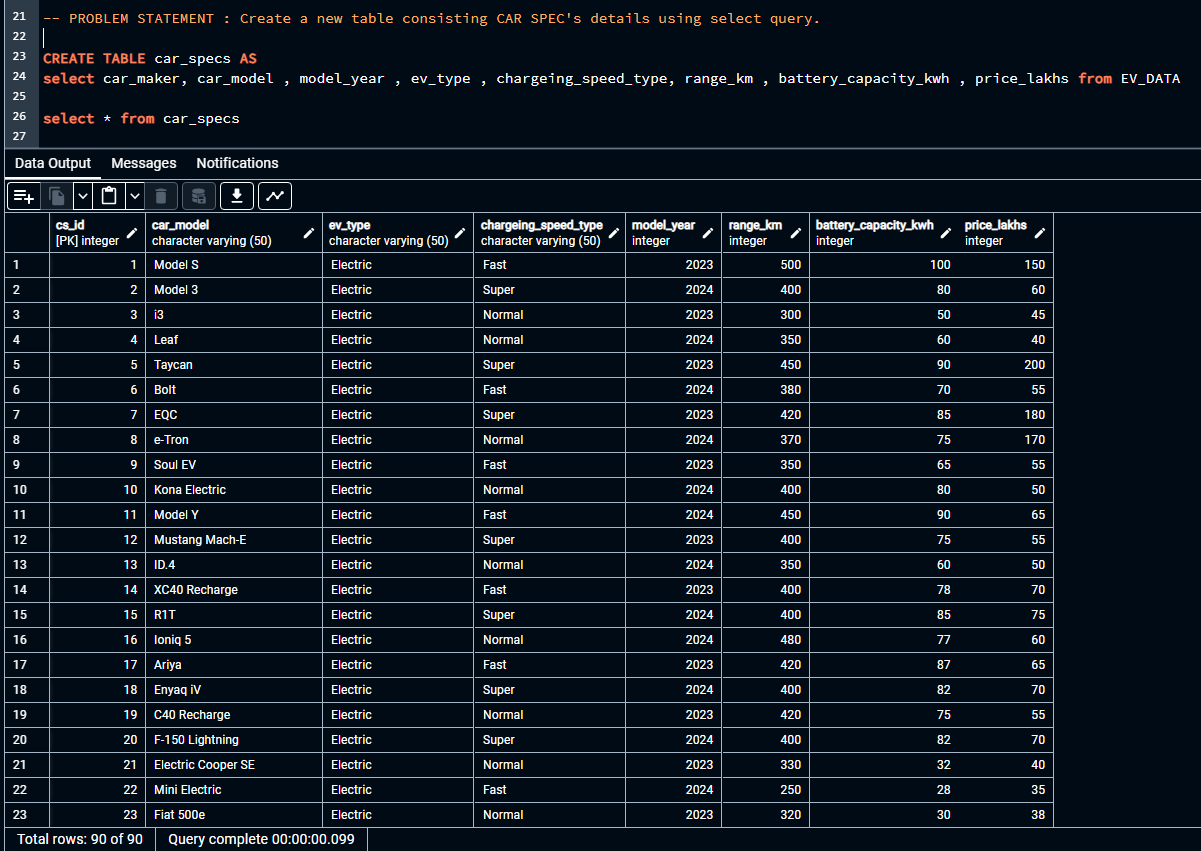 21 -- PROBLEM STATEMENT : Create a new table consisting CAR SPEC's details using select query.
22
23 CREATE TABLE car_specs AS
24 select car_maker, car_model , model_year , ev_type , chargeing_speed_type, range_km , battery_capacity_kwh , price_lakhs from EV_DATA
25
26 select * from car_specs
27
Data Output Messages Notifications
cs_id car_model ev_type chargeing_speed_type model_year range_km battery_capacity_kwh price_lakhs
[PK] integer character varying (50) character varying (50) character varying (50) integer integer integer integer
1 1 Model S Electric Fast 2023 500 100 150
2 2 Model 3 Electric Super 2024 400 80 60
3 3 i3 Electric Normal 2023 300 50 45
4 4 Leaf Electric Normal 2024 350 60 40
5 5 Taycan Electric Super 2023 450 90 200
6 6 Bolt Electric Fast 2024 380 70 55
7 7 EQC Electric Super 2023 420 85 180
8 8 e-Tron Electric Normal 2024 370 75 170
9 9 Soul EV Electric Fast 2023 350 65 55
10 10 Kona Electric Electric Normal 2024 400 80 50
11 11 Model Y Electric Fast 2024 450 90 65
12 12 Mustang Mach-E Electric Super 2023 400 75 55
13 13 ID.4 Electric Normal 2024 350 60 50
14 14 XC40 Recharge Electric Fast 2023 400 78 70
15 15 R1T Electric Super 2024 400 85 75
16 16 Ioniq 5 Electric Normal 2024 480 77 60
17 17 Ariya Electric Fast 2023 420 87 65
18 18 Enyaq iV Electric Super 2024 400 82 70
19 19 C40 Recharge Electric Normal 2023 420 75 55
20 20 F-150 Lightning Electric Super 2024 400 82 70
21 21 Electric Cooper SE Electric Normal 2023 330 32 40
22 22 Mini Electric Electric Fast 2024 250 28 35
23 23 Fiat 500e Electric Normal 2023 320 30 38
Total rows: 90 of 90 Query complete 00:00:00.099